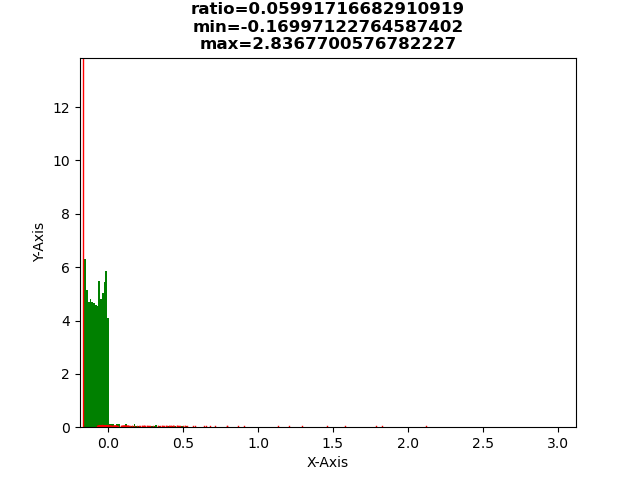 ratio=0.05991716682910919
min=-0.16997122764587402
max=2.8367700576782227
12
10
8
6
4
2
0
Y-Axis
0.0 0.5 1.0 1.5 2.0 2.5 3.0
X-Axis